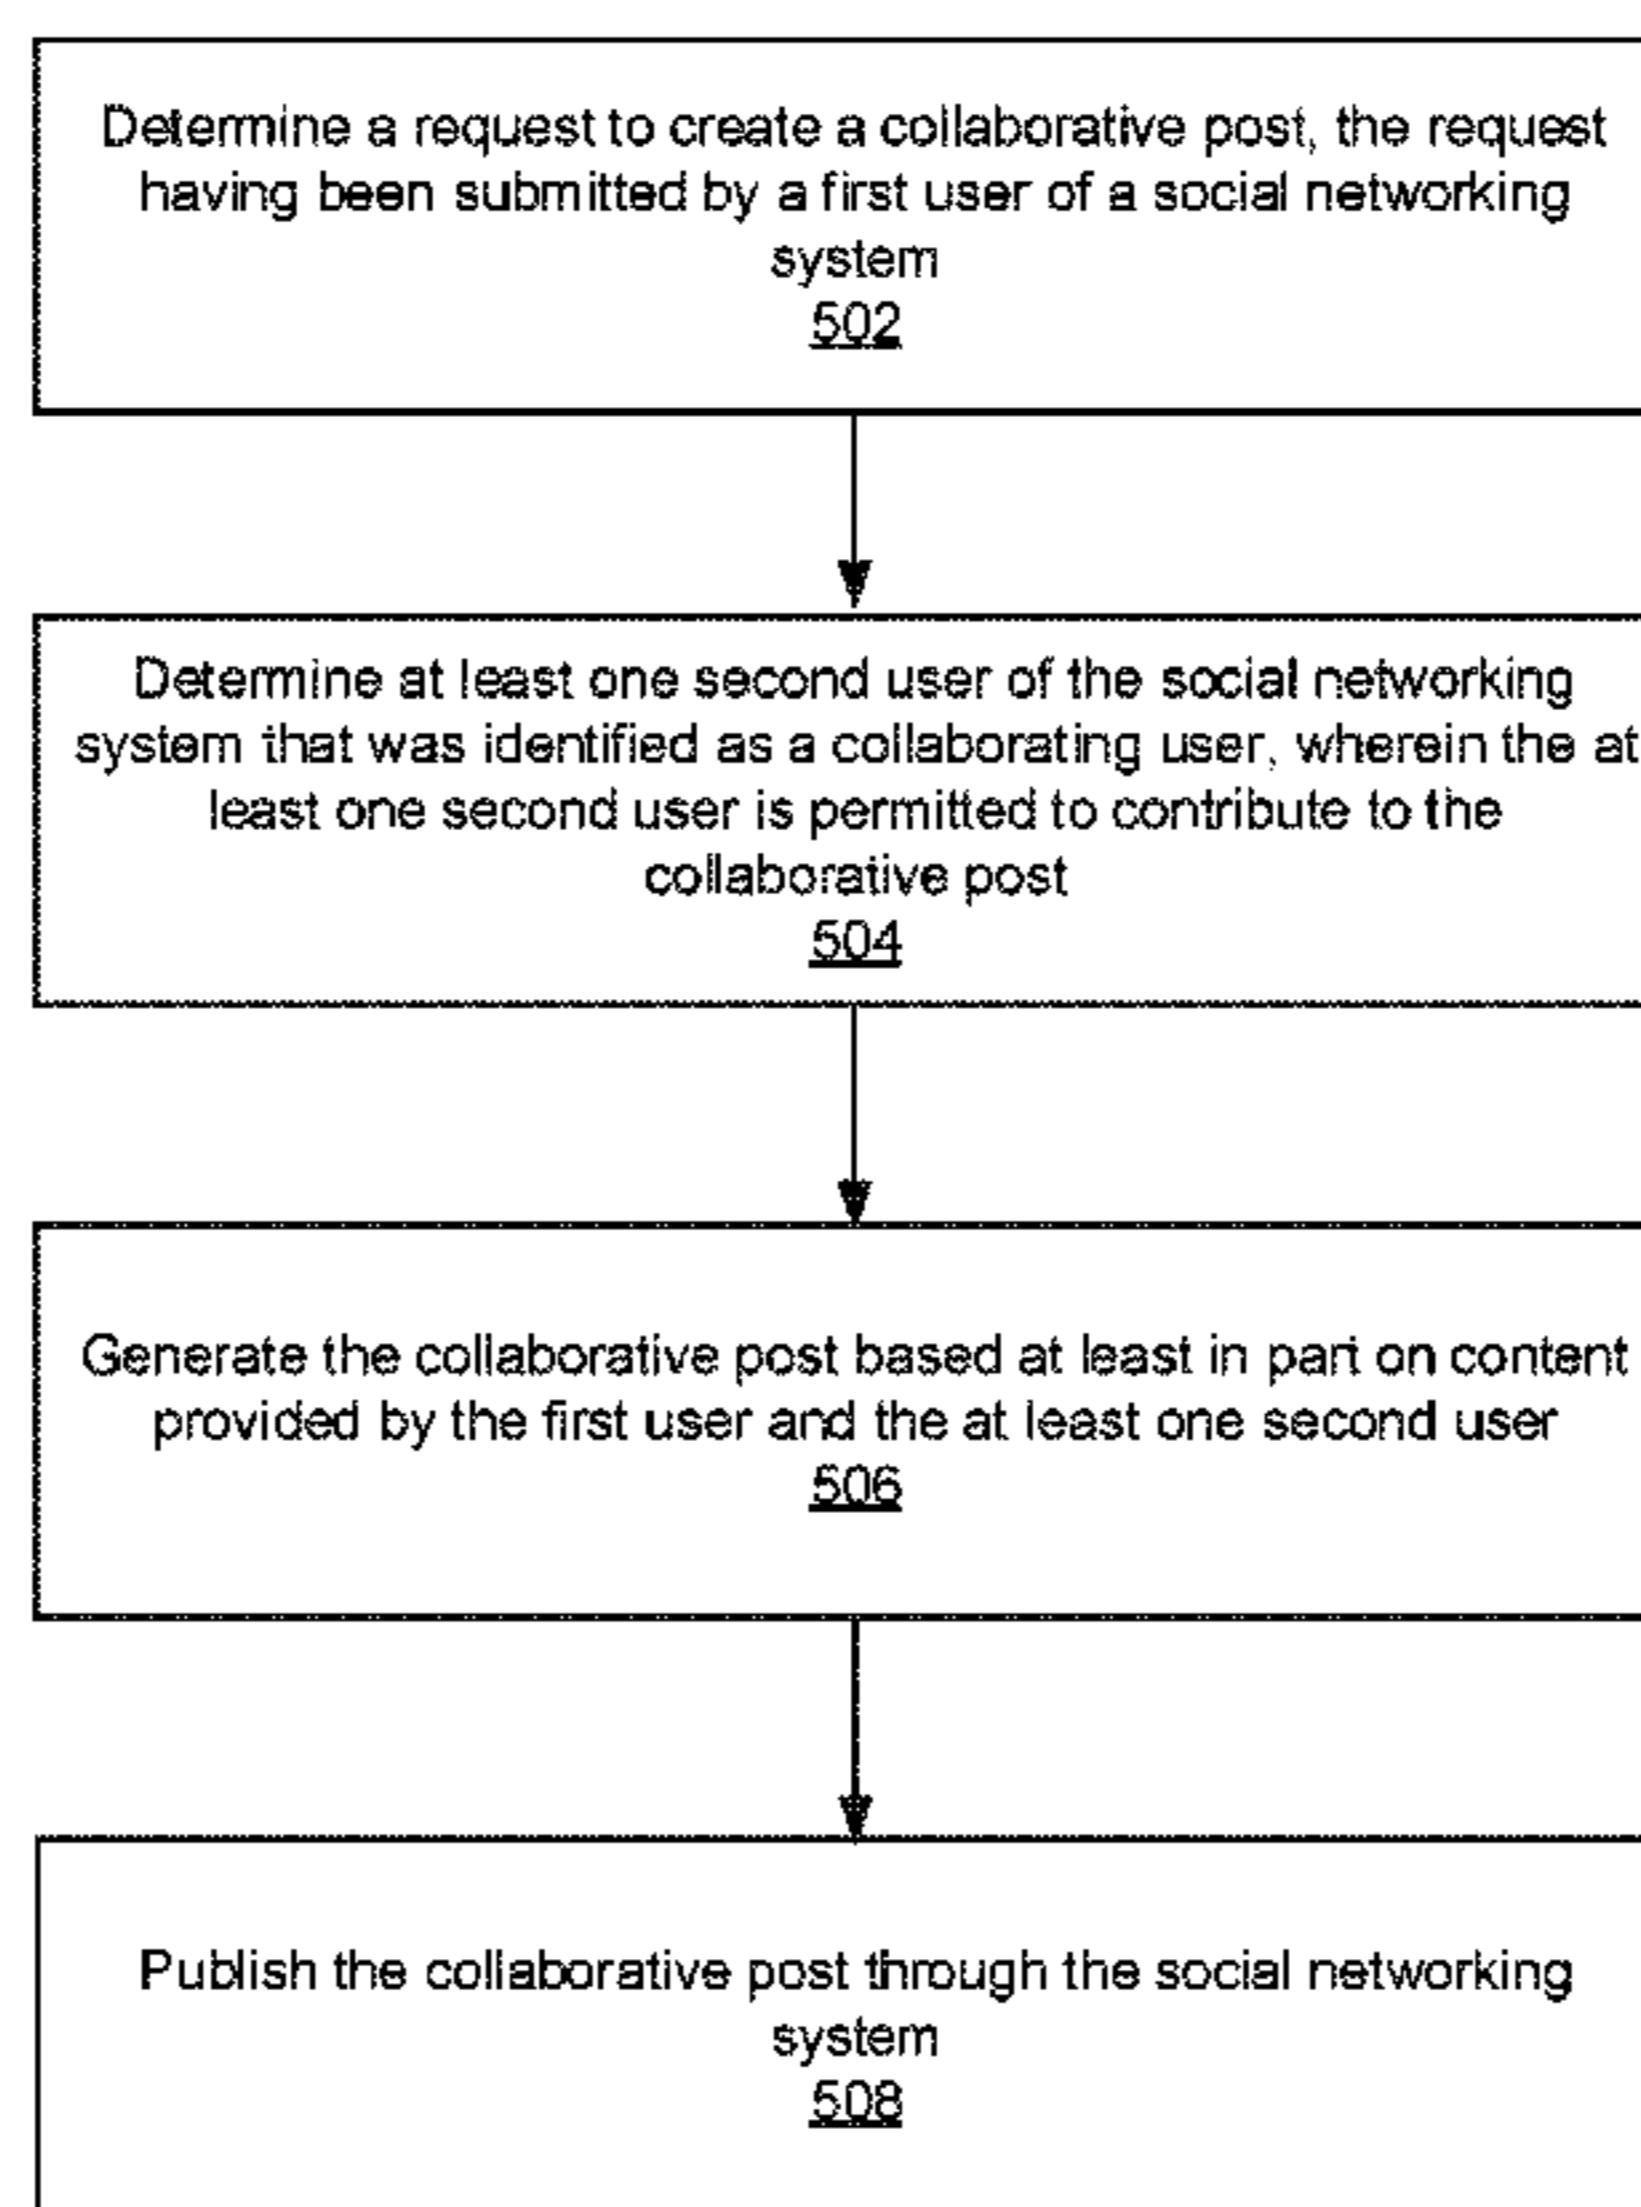 Determine a request to create a collaborative post, the request
having been submitted by a first user of a social networking
system
502
Determine at least one second user of the social networking
system that was identified as a collaborating user, wherein the at
least one second user is permitted to contribute to the
collaborative post
504
Generate the collaborative post based at least in part on content
provided by the first user and the at least one second user
506
Publish the collaborative post through the social networking
system
508